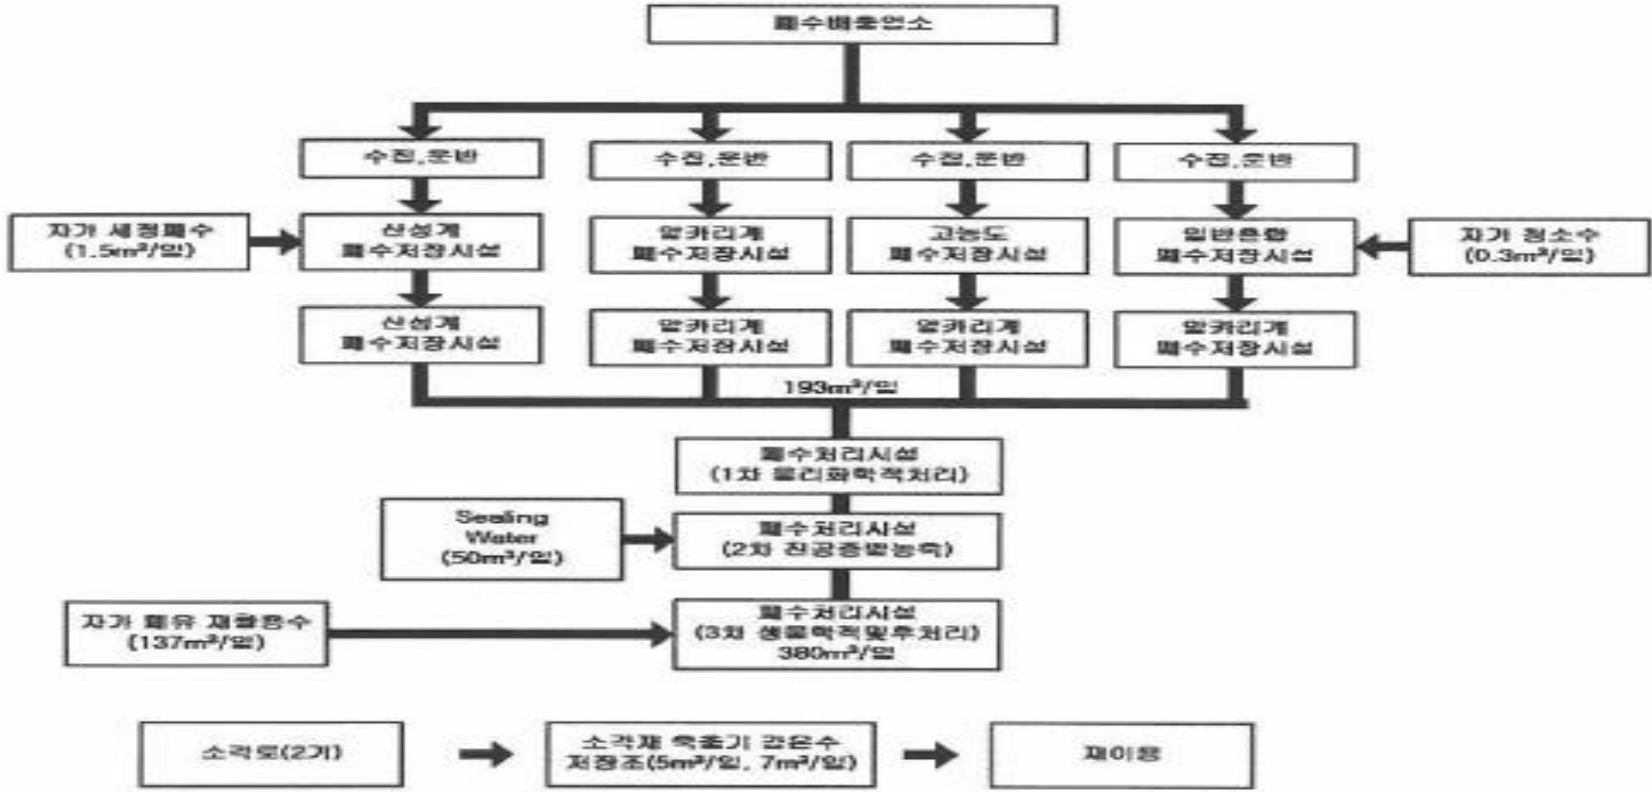 폐수배출업소
수집,운반
수집,운반
수집,운반
수집,운반
자가 세정폐수
(1.5m³/일)
산성계
폐수저장시설
알카리계
폐수저장시설
고농도
폐수저장시설
일반혼합
폐수저장시설
자가 청소수
(0.3m³/일)
산성계
폐수저장시설
알카리계
폐수저장시설
알카리계
폐수저장시설
알카리계
폐수저장시설
193m³/일
폐수처리시설
(1차 물리화학적처리)
Sealing
Water
(50m³/일)
폐수처리시설
(2차 진공증발농축)
자가 폐유 재활용수
(137m³/일)
폐수처리시설
(3차 생물학적및후처리)
380m³/일
소각로(2기)
소각재 축출기 감온수
저장조(5m³/일, 7m³/일)
재이용